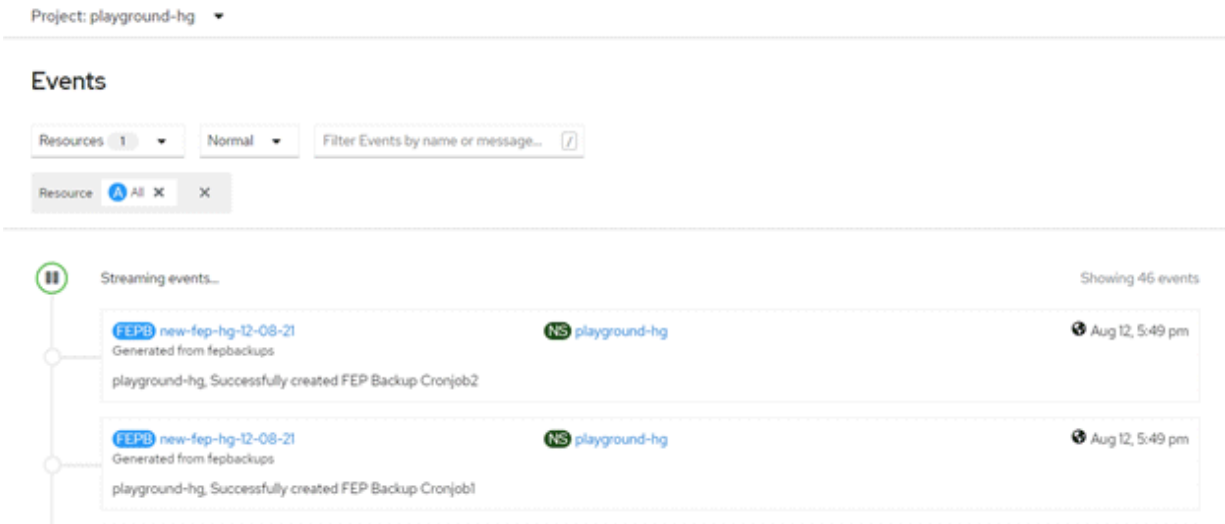 Project: playground-hg
Events
Resources 1 Normal Filter Events by name or message... /
Resource A All
Streaming events... Showing 46 events
FEPB new-fep-hg-12-08-21 NS playground-hg Aug 12, 5:49 pm
Generated from fepbackups
playground-hg, Successfully created FEP Backup Cronjob2
FEPB new-fep-hg-12-08-21 NS playground-hg Aug 12, 5:49 pm
Generated from fepbackups
playground-hg, Successfully created FEP Backup Cronjob1